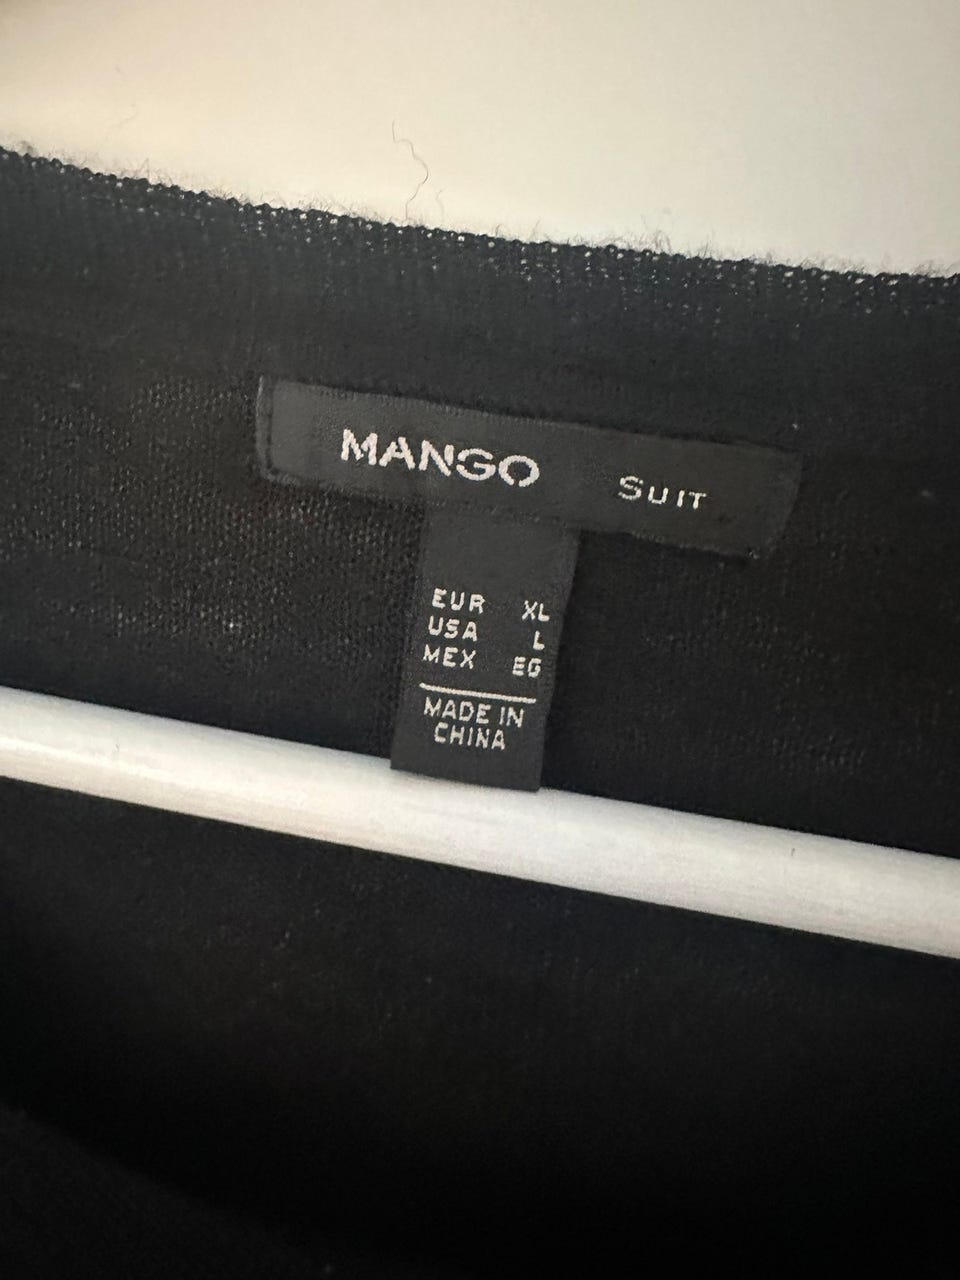 MANGO SUIT
EUR XL
USA L
MEX EG
MADE IN
CHINA